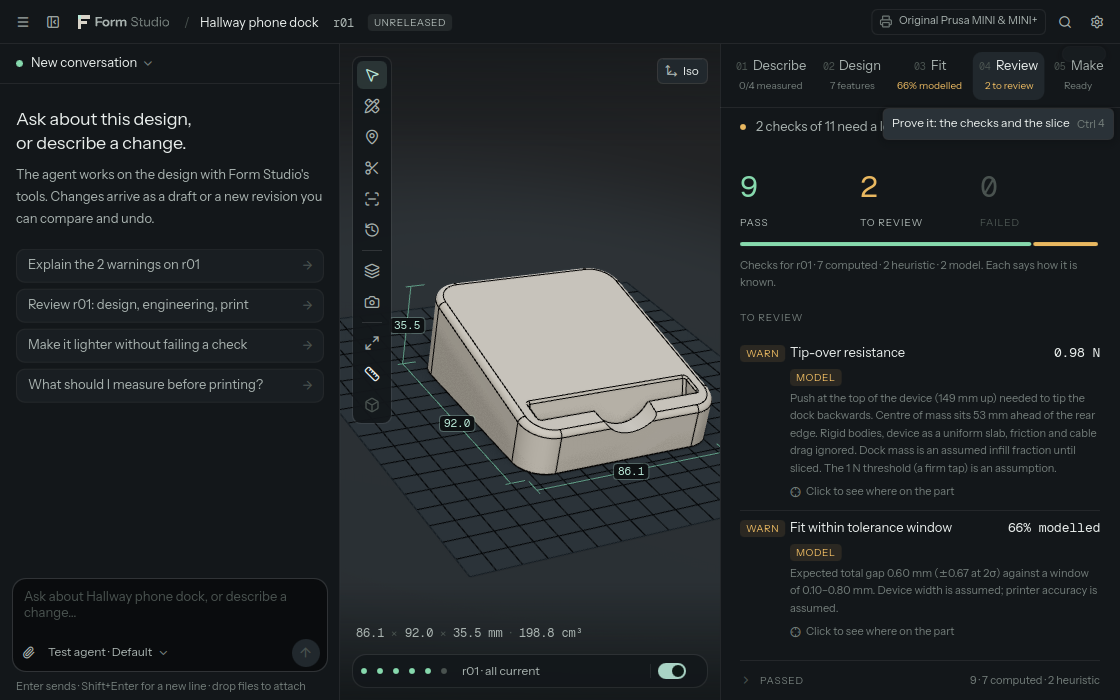 Form Studio / Hallway phone dock r01 UNRELEASED
Original Prusa MINI & MINI+
New conversation
Ask about this design,
or describe a change.
The agent works on the design with Form Studio's
tools. Changes arrive as a draft or a new revision you
can compare and undo.
Explain the 2 warnings on r01
Review r01: design, engineering, print
Make it lighter without failing a check
What should I measure before printing?
Ask about Hallway phone dock, or describe a
change…
Test agent · Default
Enter sends · Shift+Enter for a new line · drop files to attach
Iso
35.5
92.0
86.1
86.1 × 92.0 × 35.5 mm · 198.8 cm³
r01 · all current
01 Describe
0/4 measured
02 Design
7 features
03 Fit
66% modelled
04 Review
2 to review
05 Make
Ready
2 checks of 11 need a
Prove it: the checks and the slice Ctrl 4
9
PASS
2
TO REVIEW
0
FAILED
Checks for r01 · 7 computed · 2 heuristic · 2 model. Each says how it is
known.
TO REVIEW
WARN Tip-over resistance 0.98 N
MODEL
Push at the top of the device (149 mm up) needed to tip the
dock backwards. Centre of mass sits 53 mm ahead of the rear
edge. Rigid bodies, device as a uniform slab, friction and cable
drag ignored. Dock mass is an assumed infill fraction until
sliced. The 1 N threshold (a firm tap) is an assumption.
Click to see where on the part
WARN Fit within tolerance window 66% modelled
MODEL
Expected total gap 0.60 mm (±0.67 at 2σ) against a window
of 0.10–0.80 mm. Device width is assumed; printer accuracy is
assumed.
Click to see where on the part
PASSED 9 · 7 computed · 2 heuristic